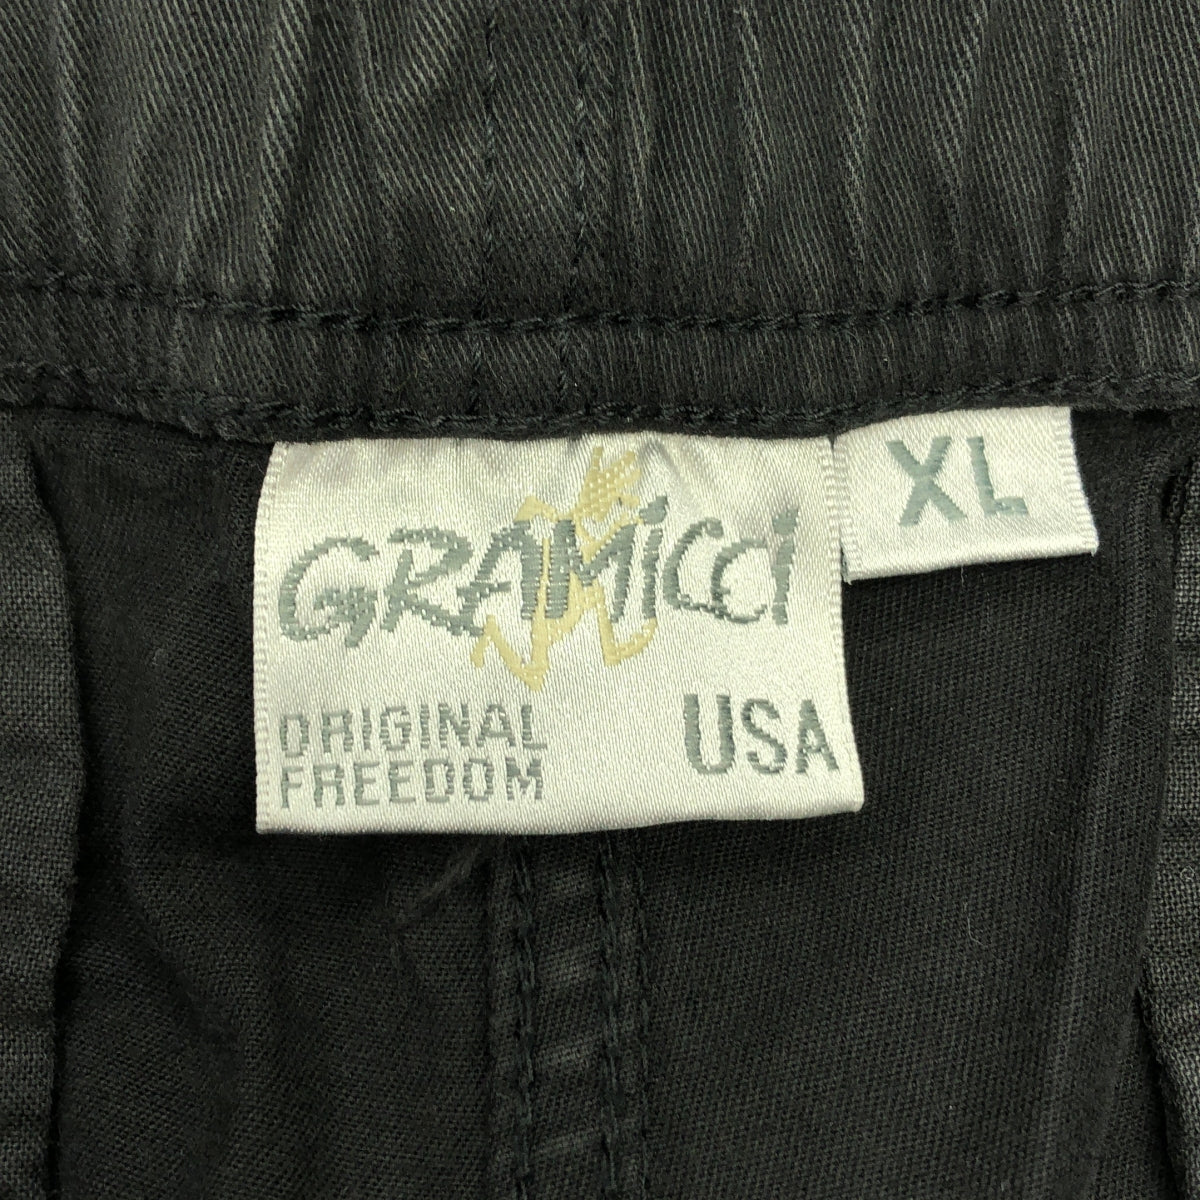 GRAMicci
XL
ORIGINAL
FREEDOM
USA